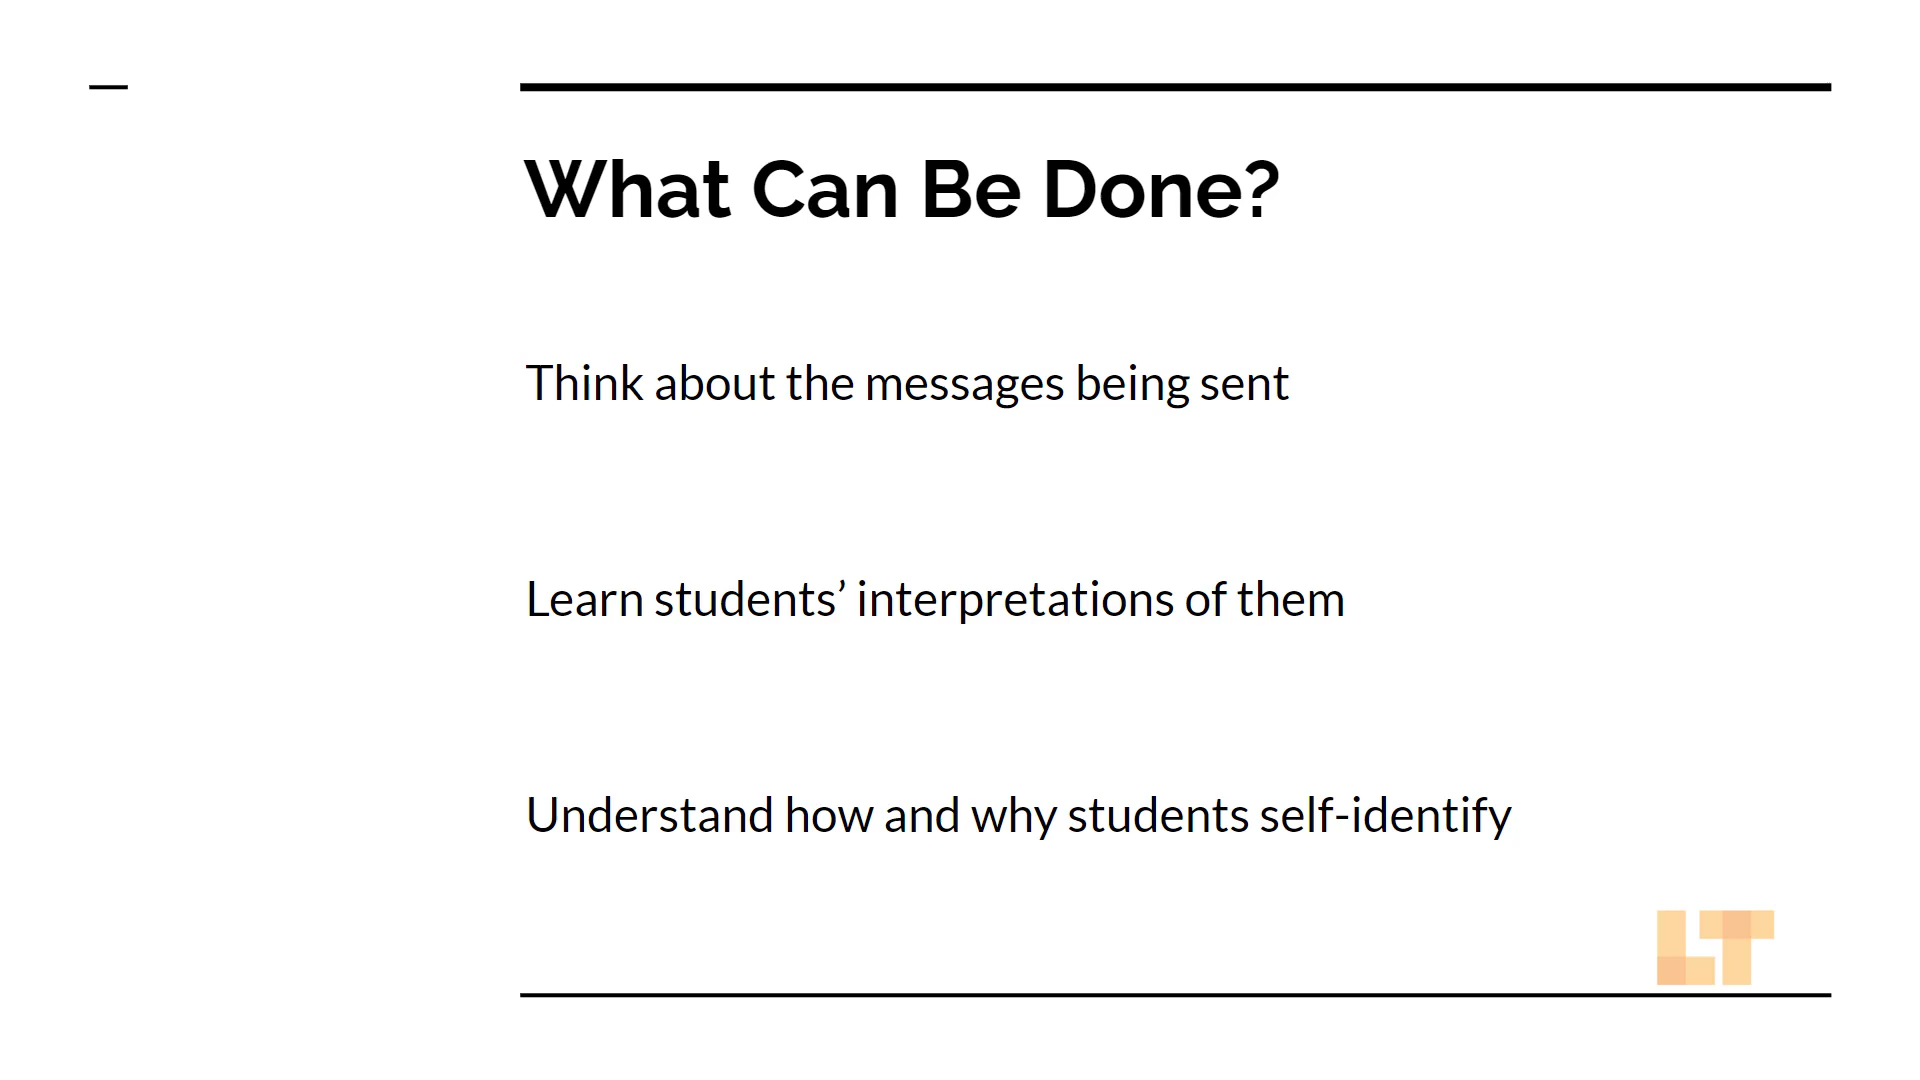 What Can Be Done?
Think about the messages being sent
Learn students’ interpretations of them
Understand how and why students self-identify
LT